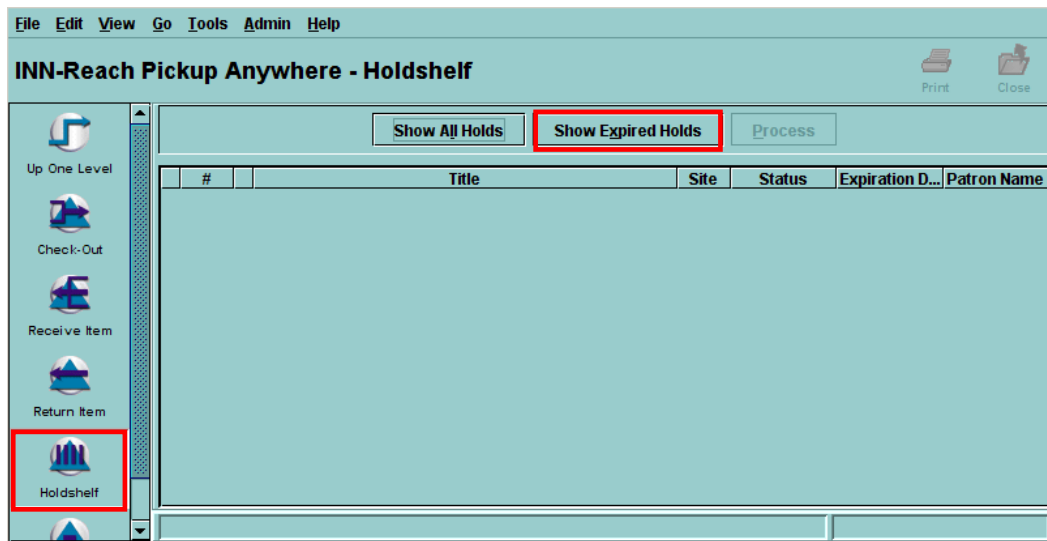 File Edit View Go Tools Admin Help
INN-Reach Pickup Anywhere - Holdshelf
Print Close
Up One Level
Check-Out
Receive Item
Return Item
Holdshelf
Show All Holds Show Expired Holds Process
# Title Site Status Expiration D... Patron Name